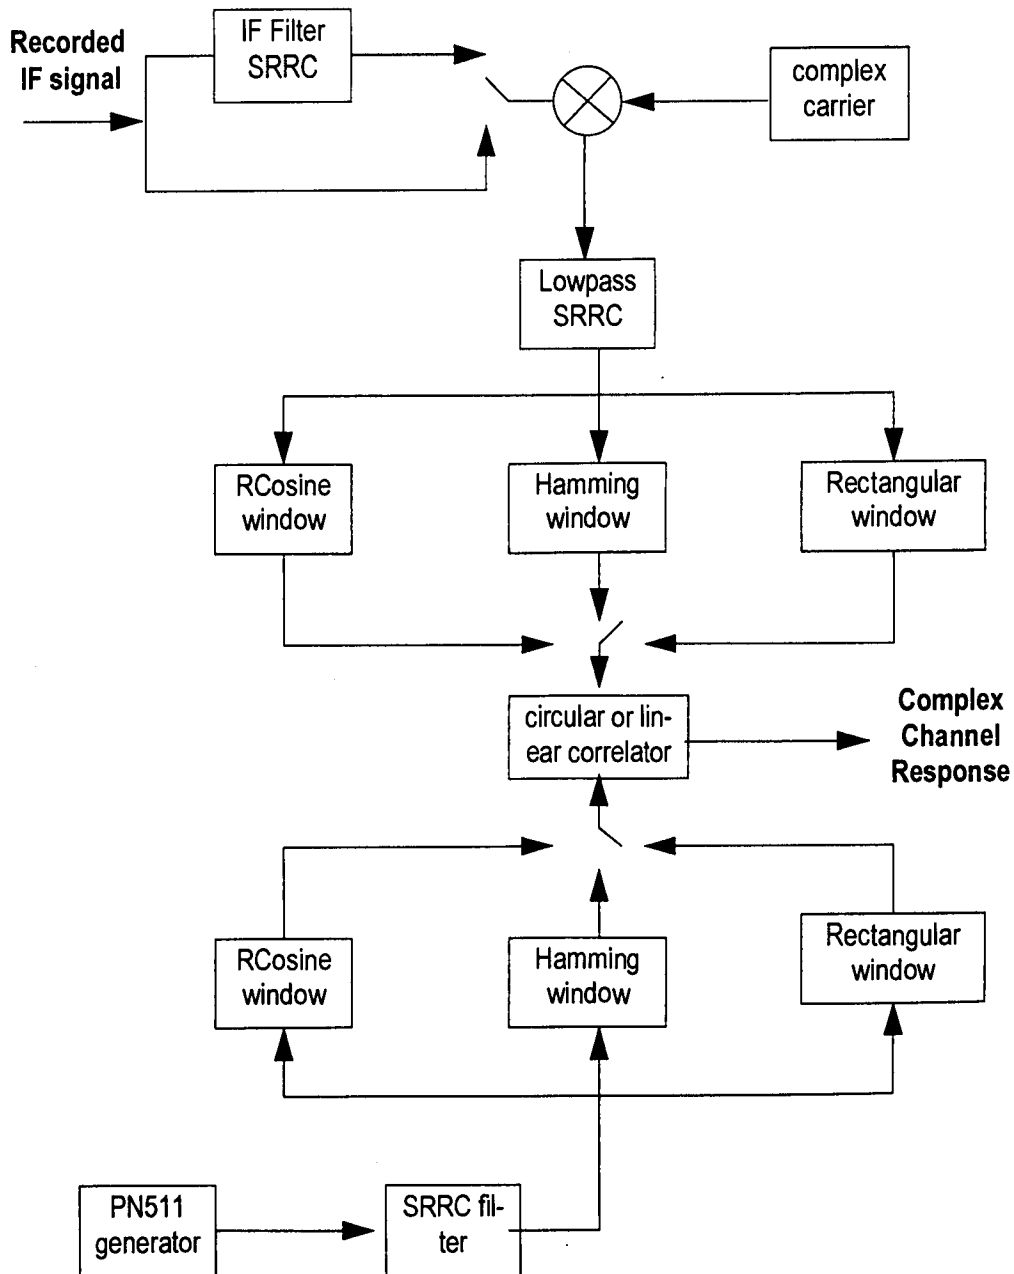 Recorded
IF signal
IF Filter
SRRC
complex
carrier
Lowpass
SRRC
RCosine
window
Hamming
window
Rectangular
window
circular or lin-
ear correlator
Complex
Channel
Response
RCosine
window
Hamming
window
Rectangular
window
PN511
generator
SRRC fil-
ter